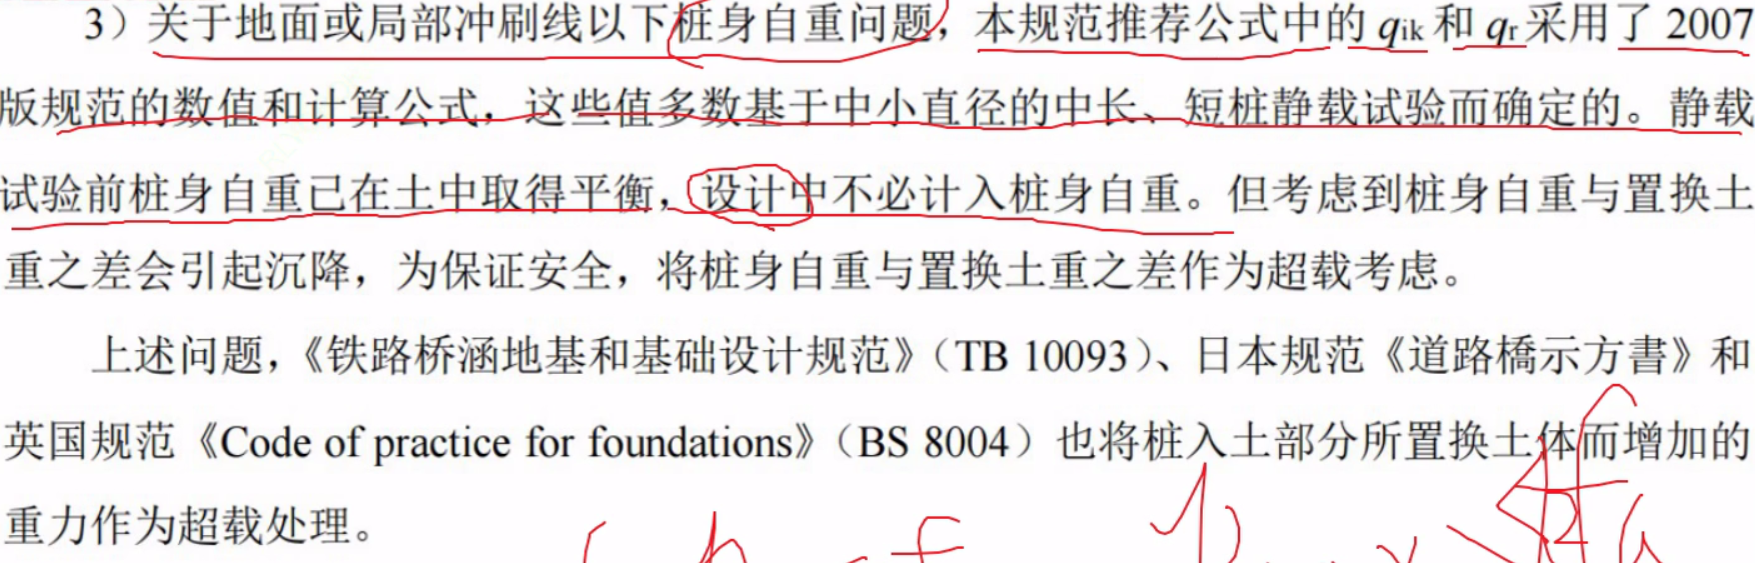 3）关于地面或局部冲刷线以下桩身自重问题，本规范推荐公式中的 qik 和 qr 采用了 2007
版规范的数值和计算公式，这些值多数基于中小直径的中长、短桩静载试验而确定的。静载
试验前桩身自重已在土中取得平衡，设计中不必计入桩身自重。但考虑到桩身自重与置换土
重之差会引起沉降，为保证安全，将桩身自重与置换土重之差作为超载考虑。
上述问题，《铁路桥涵地基和基础设计规范》（TB 10093）、日本规范《道路橋示方書》和
英国规范《Code of practice for foundations》（BS 8004）也将桩入土部分所置换土体而增加的
重力作为超载处理。